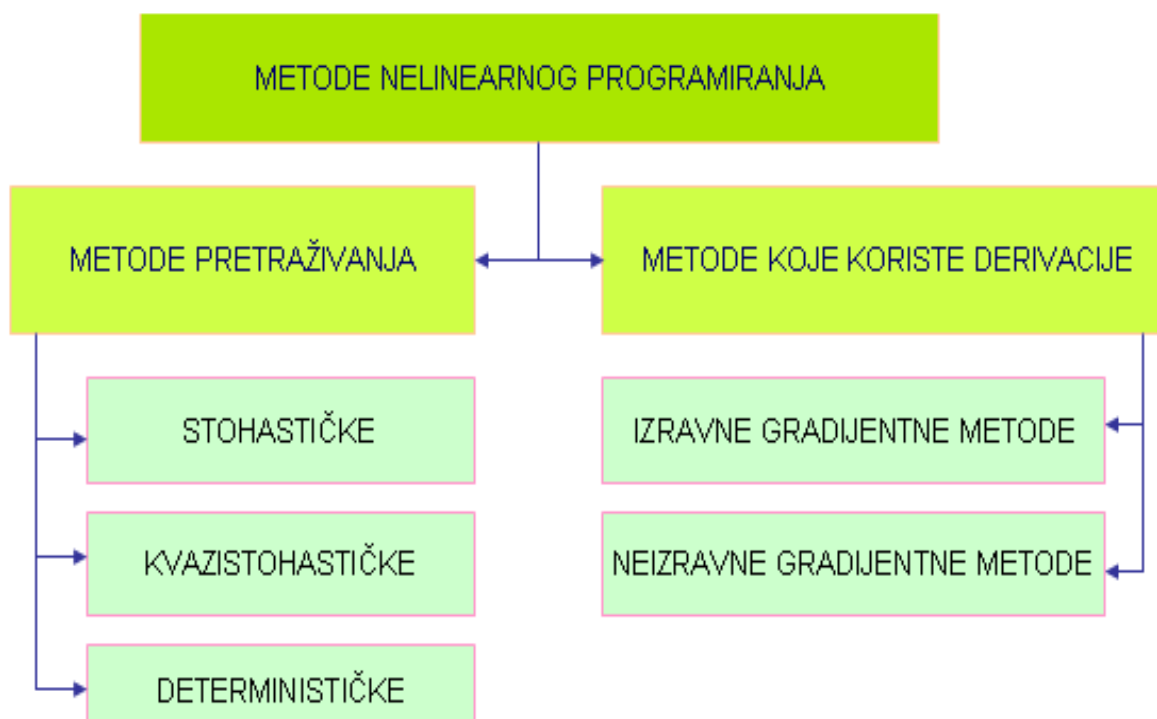 METODE NELINEARNOG PROGRAMIRANJA
METODE PRETRAŽIVANJA
METODE KOJE KORISTE DERIVACIJE
STOHASTIČKE
IZRAVNE GRADIJENTNE METODE
KVAZISTOHASTIČKE
NEIZRAVNE GRADIJENTNE METODE
DETERMINISTIČKE